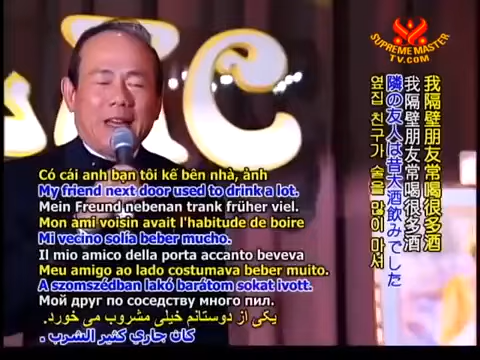 SUPREME MASTER
TV.COM
Có cái anh bạn tôi kế bên nhà, ảnh
My friend next door used to drink a lot.
Mein Freund nebenan trank früher viel.
Mon ami voisin avait l'habitude de boire
Mi vecino solía beber mucho.
Il mio amico della porta accanto beveva
Meu amigo ao lado costumava beber muito.
A szomszédban lakó barátom sokat ivott.
Мой друг по соседству много пил.
یکی از دوستانم خیلی مشروب می خورد.
كان جاري كثير الشرب .
我隔壁朋友常喝很多酒
我隔壁朋友常喝很多酒
隣の友人は昔大酒飲みでした
옆집 친구가 술을 많이 마셔